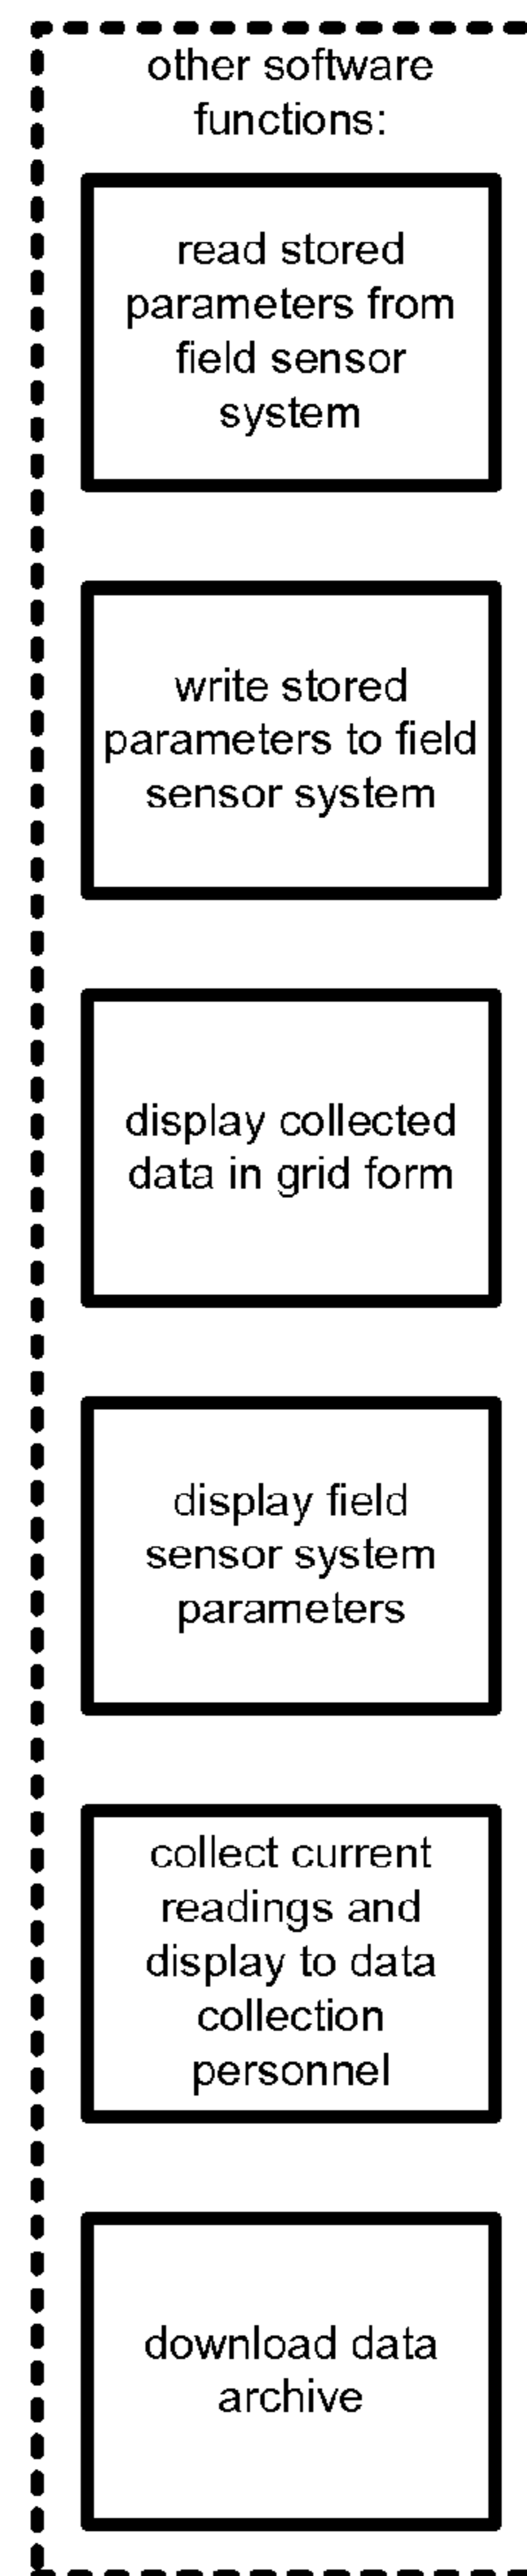 other software
functions:
read stored
parameters from
field sensor
system
write stored
parameters to field
sensor system
display collected
data in grid form
display field
sensor system
parameters
collect current
readings and
display to data
collection
personnel
download data
archive